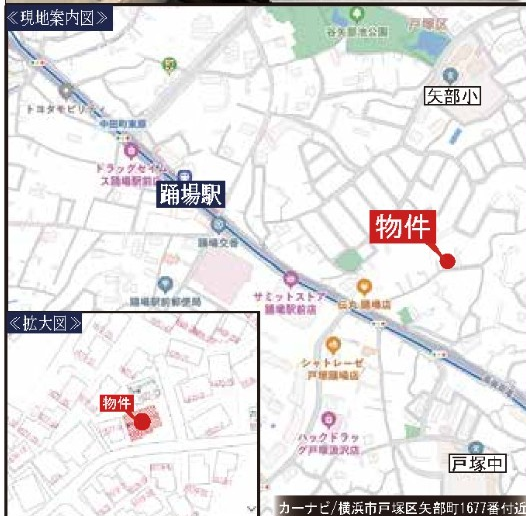 ≪現地案内図≫
谷矢部池公園
戸塚区
矢部小
トヨタモビリティ
中田町東原
ドラッグセイム
ス踊場駅前店
踊場駅
踊場交番
物件
踊場駅前郵便局
サミットストア
踊場駅前店
伝丸 踊場店
≪拡大図≫
物件
シャトレーゼ
戸塚踊場店
ハックドラッ
グ戸塚汲沢店
戸塚中
カーナビ/横浜市戸塚区矢部町1677番付近